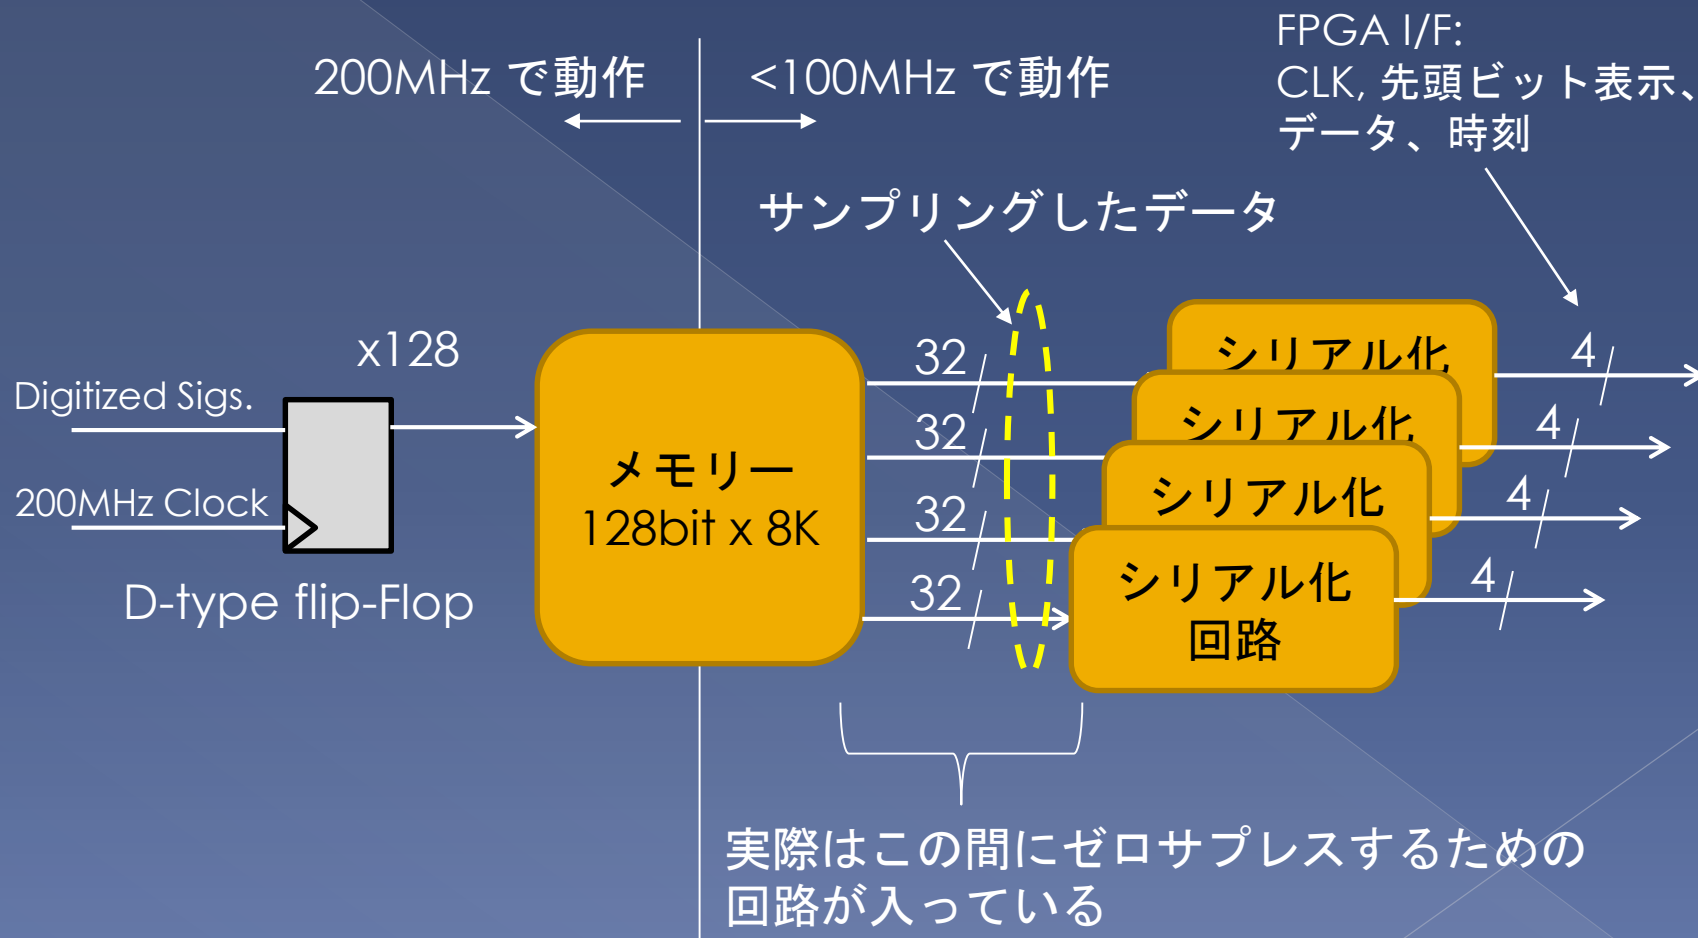 200MHz で動作
<100MHz で動作
FPGA I/F:
CLK, 先頭ビット表示、
データ、時刻
サンプリングしたデータ
x128
Digitized Sigs.
200MHz Clock
D-type flip-Flop
メモリー
128bit x 8K
32
32
32
32
シリアル化
シリアル化
シリアル化
シリアル化
回路
4
4
4
4
実際はこの間にゼロサプレスするための
回路が入っている